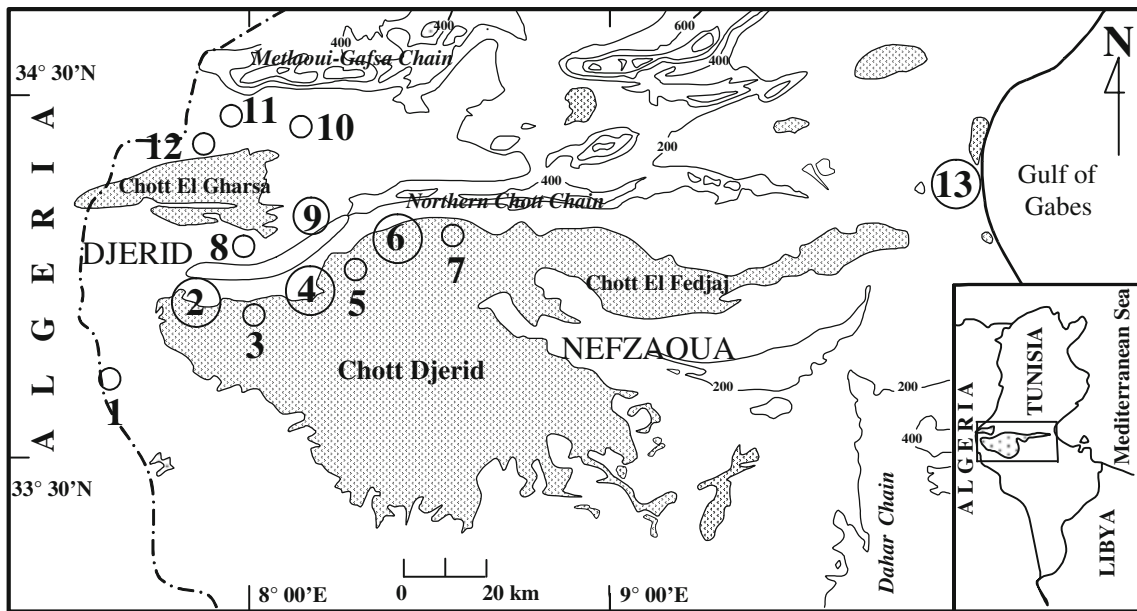 400
400
600
400
Metlaoui-Gafsa Chain
N
34° 30'N
11
10
12
200
Chott El Gharsa
400
13
Gulf of
Gabes
Northern Chott Chain
9
8
DJERID
6
7
Chott El Fedjaj
5
4
2
3
NEFZAOUA
Chott Djerid
1
200
200
400
33° 30'N
ALGERIA
Dahar Chain
0
20 km
8 00'E
9 00'E
TUNISIA
ALGERIA
LIBYA
Mediterranean Sea